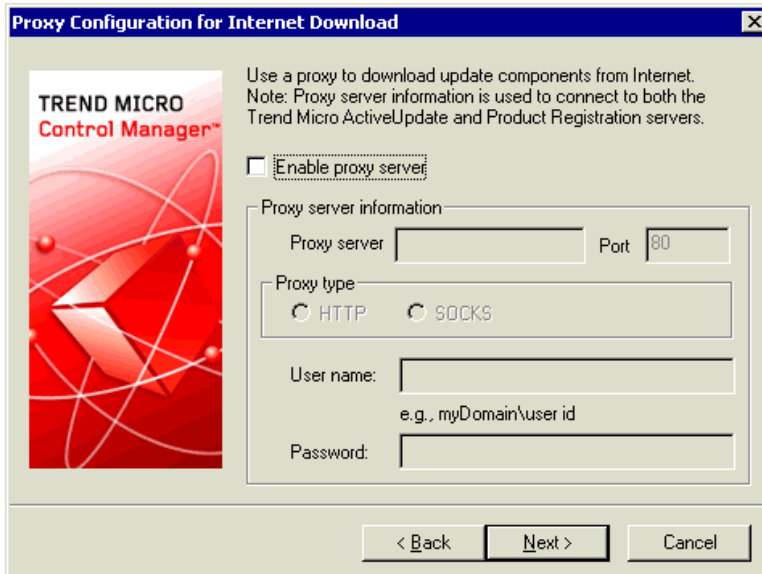 Proxy Configuration for Internet Download
TREND MICRO
Control Manager™
Use a proxy to download update components from Internet.
Note: Proxy server information is used to connect to both the
Trend Micro ActiveUpdate and Product Registration servers.
Enable proxy server
Proxy server information
Proxy server Port 80
Proxy type
HTTP SOCKS
User name:
e.g., myDomain\user id
Password:
< Back Next > Cancel